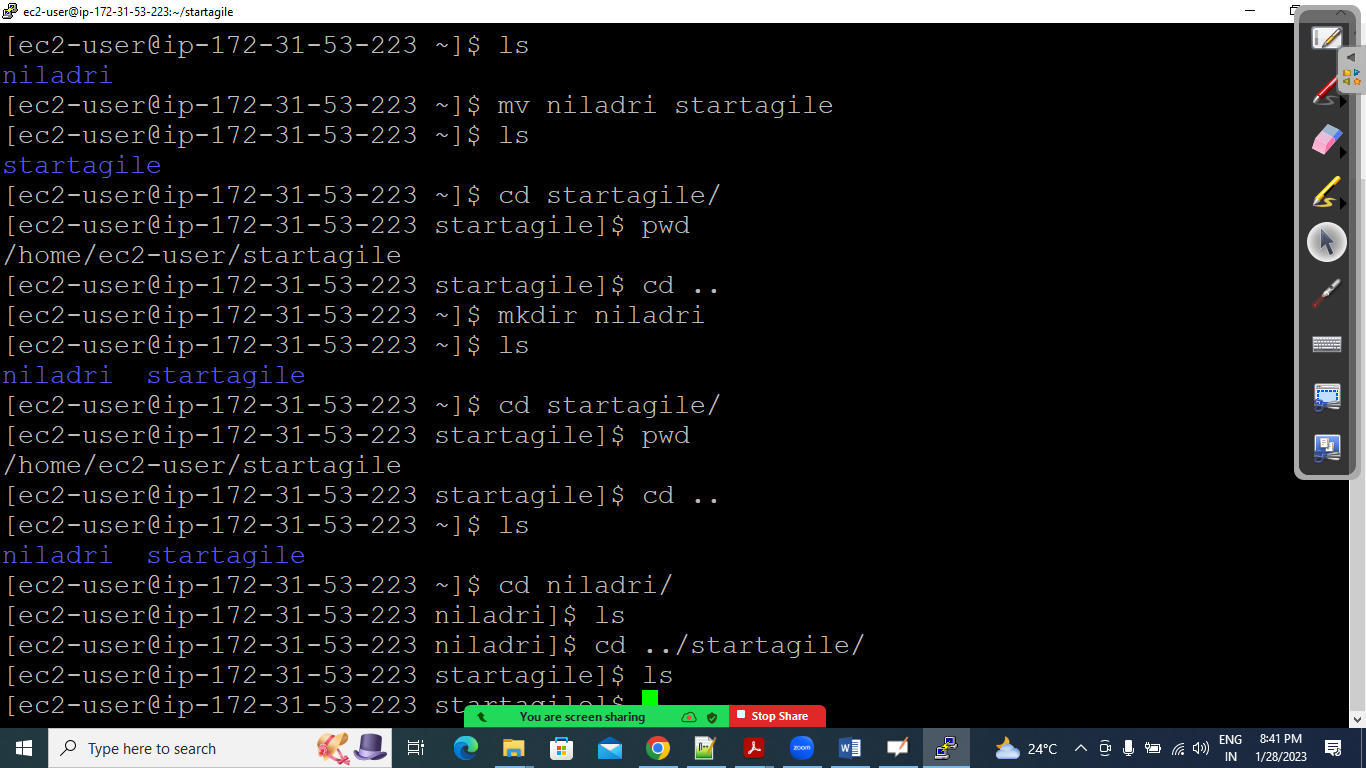 ec2-user@ip-172-31-53-223:~/startagile
[ec2-user@ip-172-31-53-223 ~]$ ls
niladri
[ec2-user@ip-172-31-53-223 ~]$ mv niladri startagile
[ec2-user@ip-172-31-53-223 ~]$ ls
startagile
[ec2-user@ip-172-31-53-223 ~]$ cd startagile/
[ec2-user@ip-172-31-53-223 startagile]$ pwd
/home/ec2-user/startagile
[ec2-user@ip-172-31-53-223 startagile]$ cd ..
[ec2-user@ip-172-31-53-223 ~]$ mkdir niladri
[ec2-user@ip-172-31-53-223 ~]$ ls
niladri  startagile
[ec2-user@ip-172-31-53-223 ~]$ cd startagile/
[ec2-user@ip-172-31-53-223 startagile]$ pwd
/home/ec2-user/startagile
[ec2-user@ip-172-31-53-223 startagile]$ cd ..
[ec2-user@ip-172-31-53-223 ~]$ ls
niladri  startagile
[ec2-user@ip-172-31-53-223 ~]$ cd niladri/
[ec2-user@ip-172-31-53-223 niladri]$ ls
[ec2-user@ip-172-31-53-223 niladri]$ cd ../startagile/
[ec2-user@ip-172-31-53-223 startagile]$ ls
[ec2-user@ip-172-31-53-223 startagile]$
You are screen sharing
Stop Share
Type here to search
zoom
24°C
ENG
IN
8:41 PM
1/28/2023